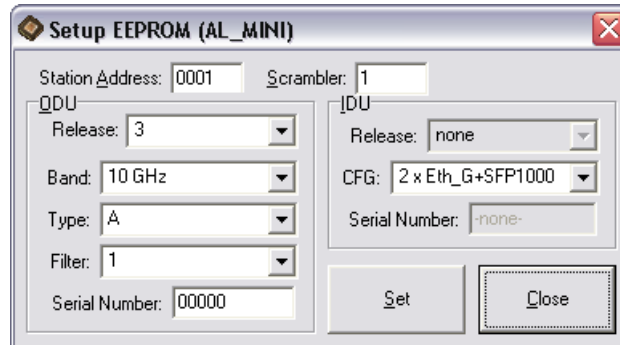 Setup EEPROM (AL_MINI)
Station Address: 0001 Scrambler: 1
ODU
Release: 3
Band: 10 GHz
Type: A
Filter: 1
Serial Number: 00000
IDU
Release: none
CFG: 2 x Eth_G+SFP1000
Serial Number: -none-
Set Close